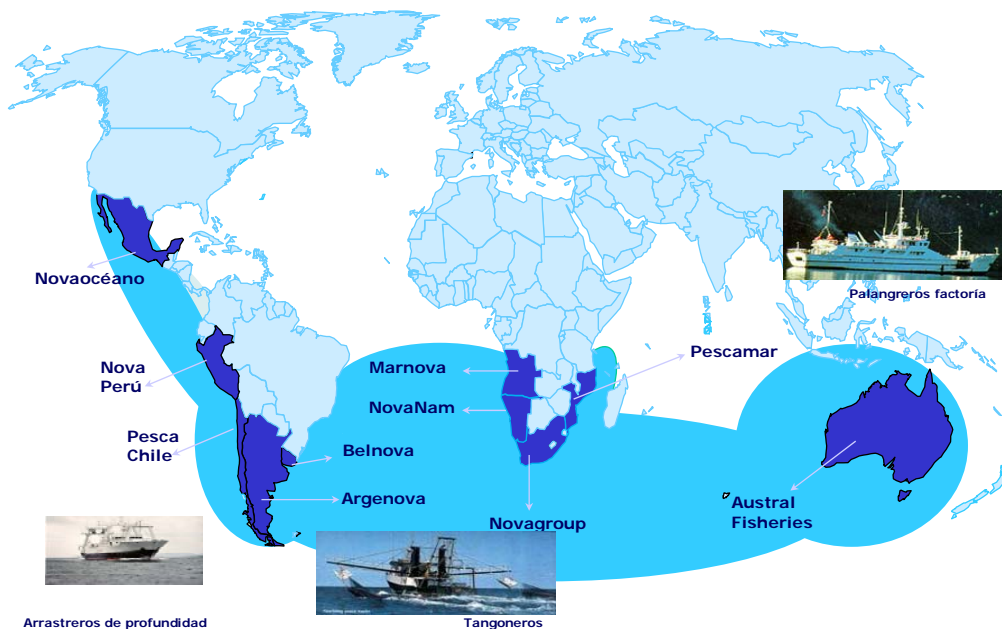 Novaocéano
Nova
Perú
Pesca
Chile
Belnova
Argenova
Marnova
NovaNam
Novagroup
Pescamar
Austral
Fisheries
Palangreros factoría
Arrastreros de profundidad
Tangoneros